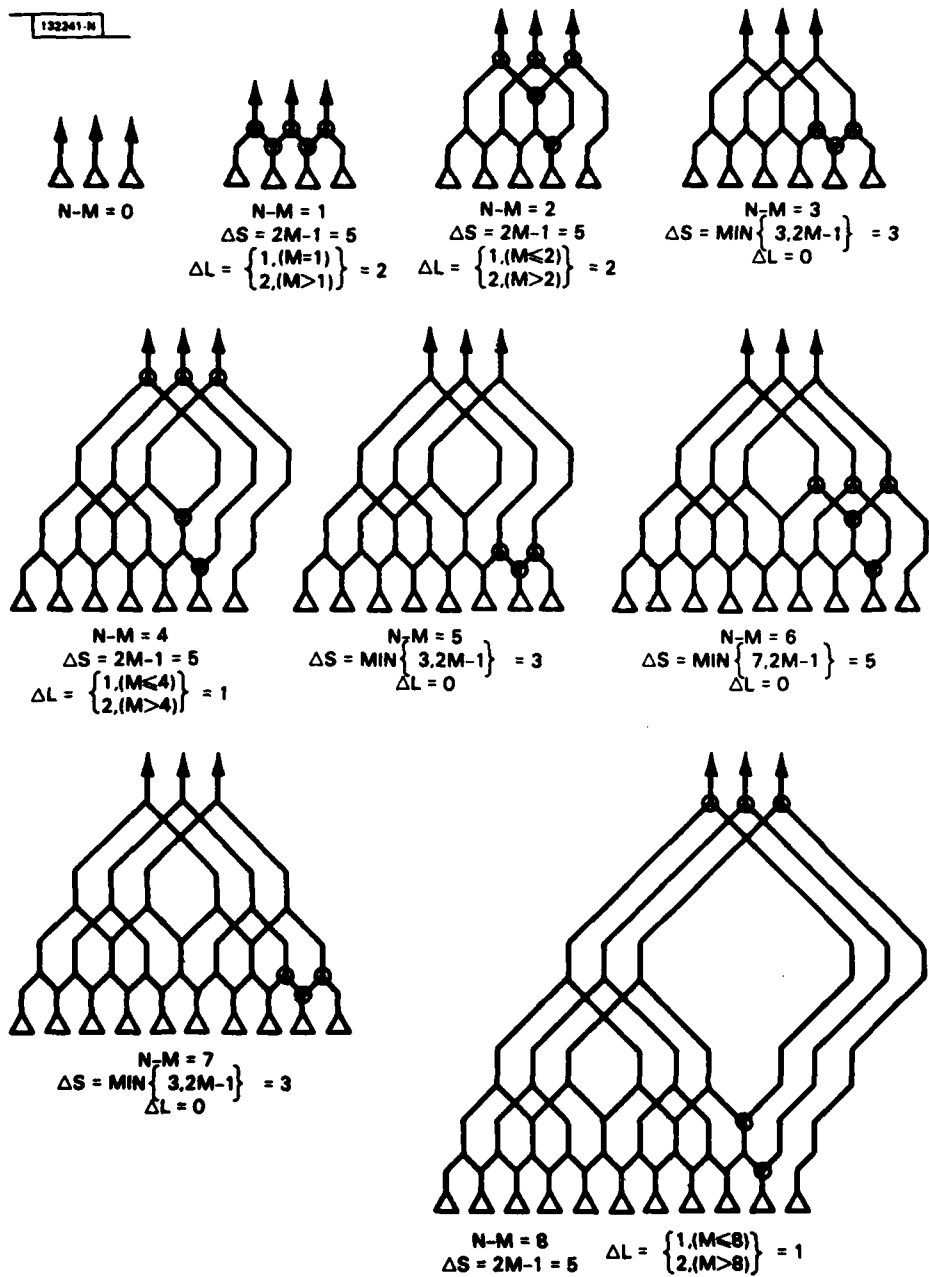 132241-N
N-M = 0
N-M = 1
ΔS = 2M-1 = 5
ΔL = { 1,(M=1) 2,(M>1) } = 2
N-M = 2
ΔS = 2M-1 = 5
ΔL = { 1,(M⩽2) 2,(M>2) } = 2
N-M = 3
ΔS = MIN{ 3,2M-1 } = 3
ΔL = 0
N-M = 4
ΔS = 2M-1 = 5
ΔL = { 1,(M⩽4) 2,(M>4) } = 1
N-M = 5
ΔS = MIN{ 3,2M-1 } = 3
ΔL = 0
N-M = 6
ΔS = MIN{ 7,2M-1 } = 5
ΔL = 0
N-M = 7
ΔS = MIN{ 3,2M-1 } = 3
ΔL = 0
N-M = 8
ΔS = 2M-1 = 5
ΔL = { 1,(M⩽8) 2,(M>8) } = 1